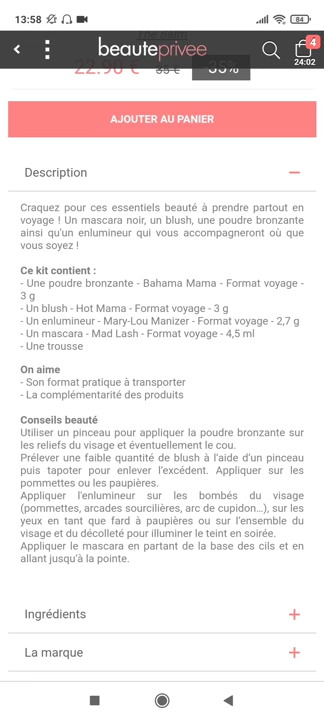 13:58
84
The Balm
beauteprivee
4
24:02
22.90 € 35 € -35%
AJOUTER AU PANIER
Description
Craquez pour ces essentiels beauté à prendre partout en
voyage ! Un mascara noir, un blush, une poudre bronzante
ainsi qu'un enlumineur qui vous accompagneront où que
vous soyez !
Ce kit contient :
- Une poudre bronzante - Bahama Mama - Format voyage -
3 g
- Un blush - Hot Mama - Format voyage - 3 g
- Un enlumineur - Mary-Lou Manizer - Format voyage - 2,7 g
- Un mascara - Mad Lash - Format voyage - 4,5 ml
- Une trousse
On aime
- Son format pratique à transporter
- La complémentarité des produits
Conseils beauté
Utiliser un pinceau pour appliquer la poudre bronzante sur
les reliefs du visage et éventuellement le cou.
Prélever une faible quantité de blush à l'aide d'un pinceau
puis tapoter pour enlever l'excédent. Appliquer sur les
pommettes ou les paupières.
Appliquer l'enlumineur sur les bombés du visage
(pommettes, arcades sourcilières, arc de cupidon...), sur les
yeux en tant que fard à paupières ou sur l'ensemble du
visage et du décolleté pour illuminer le teint en soirée.
Appliquer le mascara en partant de la base des cils et en
allant jusqu'à la pointe.
Ingrédients
La marque